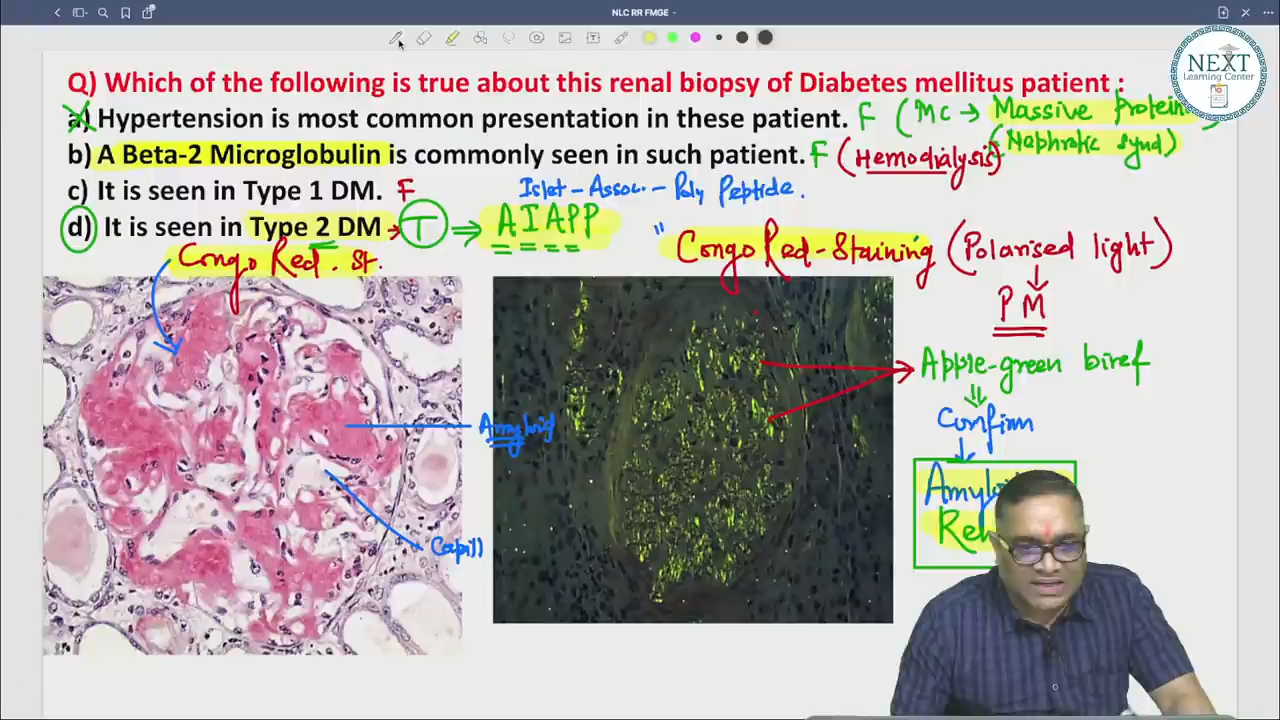 NLC RR FMGE
NEXT
Learning Center
Q) Which of the following is true about this renal biopsy of Diabetes mellitus patient :
a) Hypertension is most common presentation in these patient. F (MC → Massive Protein
(Nephrotic synd)
b) A Beta-2 Microglobulin is commonly seen in such patient. F (Hemodialysis)
c) It is seen in Type 1 DM. F Islet-Assoc.-Poly Peptide.
d) It is seen in Type 2 DM → T ⇒ AIAPP
Congo Red. St. " Congo Red-Staining (Polarised light)
PM
Apple-green biref
Amyloid
Confirm
Capill